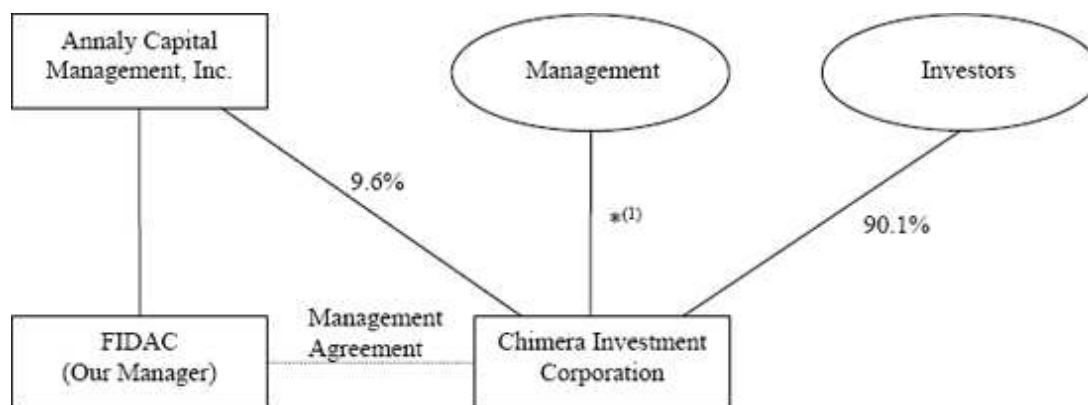 Annaly Capital
Management, Inc.
Management
Investors
9.6%
*(1)
90.1%
Management
Agreement
FIDAC
(Our Manager)
Chimera Investment
Corporation